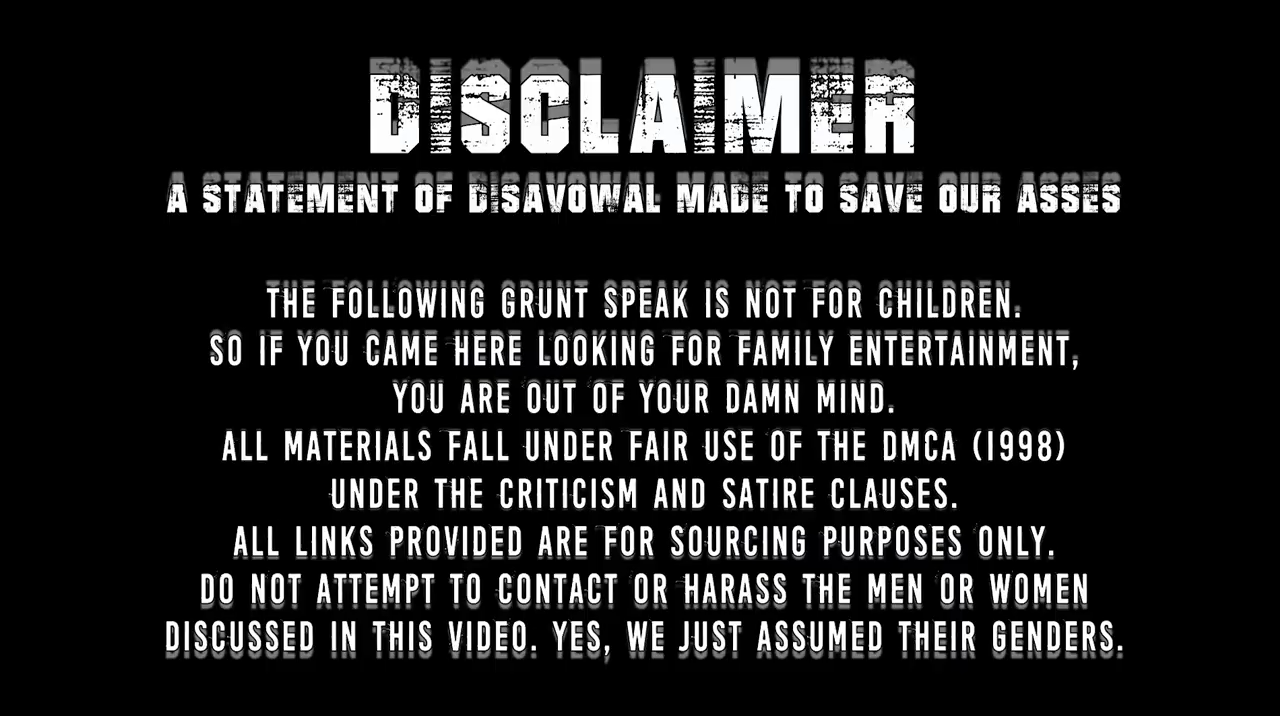 DISCLAIMER
A STATEMENT OF DISAVOWAL MADE TO SAVE OUR ASSES
THE FOLLOWING GRUNT SPEAK IS NOT FOR CHILDREN.
SO IF YOU CAME HERE LOOKING FOR FAMILY ENTERTAINMENT,
YOU ARE OUT OF YOUR DAMN MIND.
ALL MATERIALS FALL UNDER FAIR USE OF THE DMCA (1998)
UNDER THE CRITICISM AND SATIRE CLAUSES.
ALL LINKS PROVIDED ARE FOR SOURCING PURPOSES ONLY.
DO NOT ATTEMPT TO CONTACT OR HARASS THE MEN OR WOMEN
DISCUSSED IN THIS VIDEO. YES, WE JUST ASSUMED THEIR GENDERS.